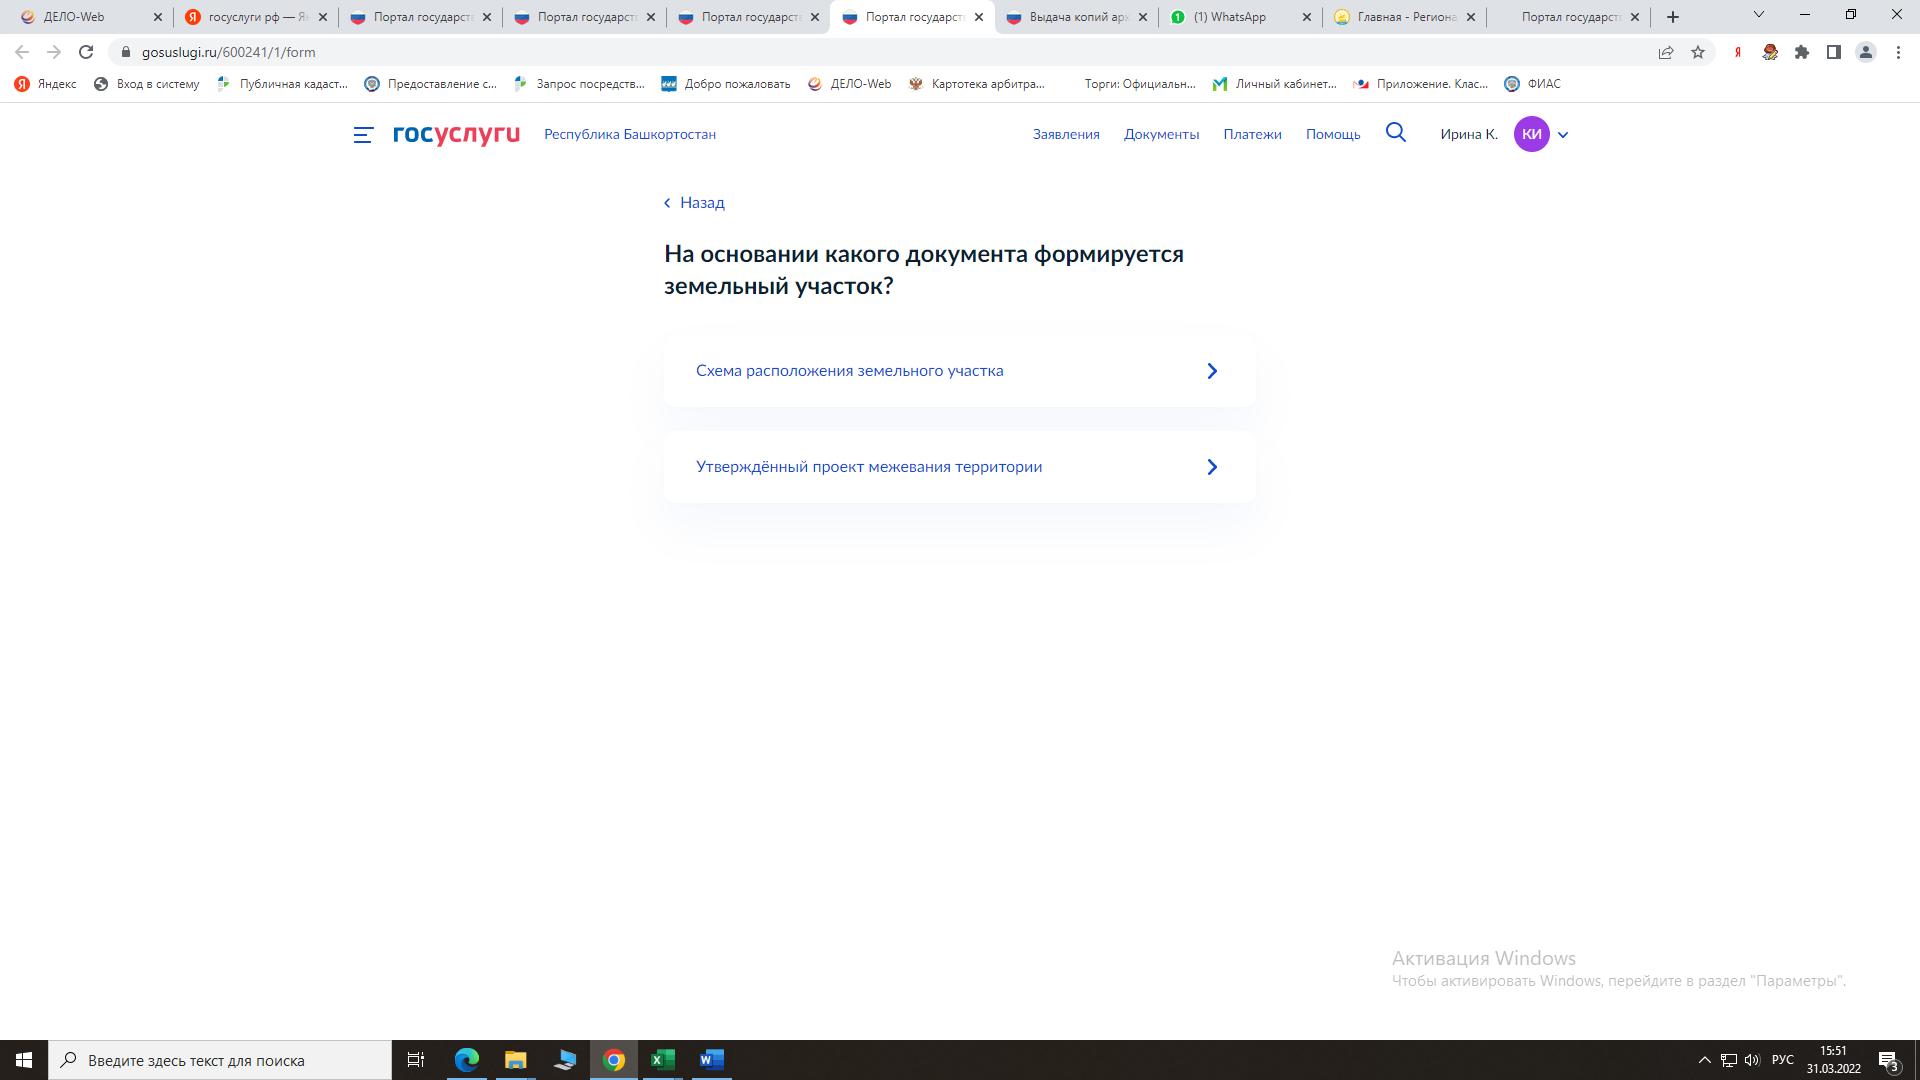 ДЕЛО-Web
госуслуги рф — Ян
Портал государст
Портал государст
Портал государст
Портал государст
Выдача копий арх
(1) WhatsApp
Главная - Региона
Портал государст
gosuslugi.ru/600241/1/form
Яндекс
Вход в систему
Публичная кадаст...
Предоставление с...
Запрос посредств...
Добро пожаловать
ДЕЛО-Web
Картотека арбитра...
Торги: Официальн...
Личный кабинет...
Приложение. Клас...
ФИАС
госуслуги
Республика Башкортостан
Заявления
Документы
Платежи
Помощь
Ирина К.
КИ
Назад
На основании какого документа формируется
земельный участок?
Схема расположения земельного участка
Утверждённый проект межевания территории
Активация Windows
Чтобы активировать Windows, перейдите в раздел "Параметры".
Введите здесь текст для поиска
РУС
15:51
31.03.2022
3